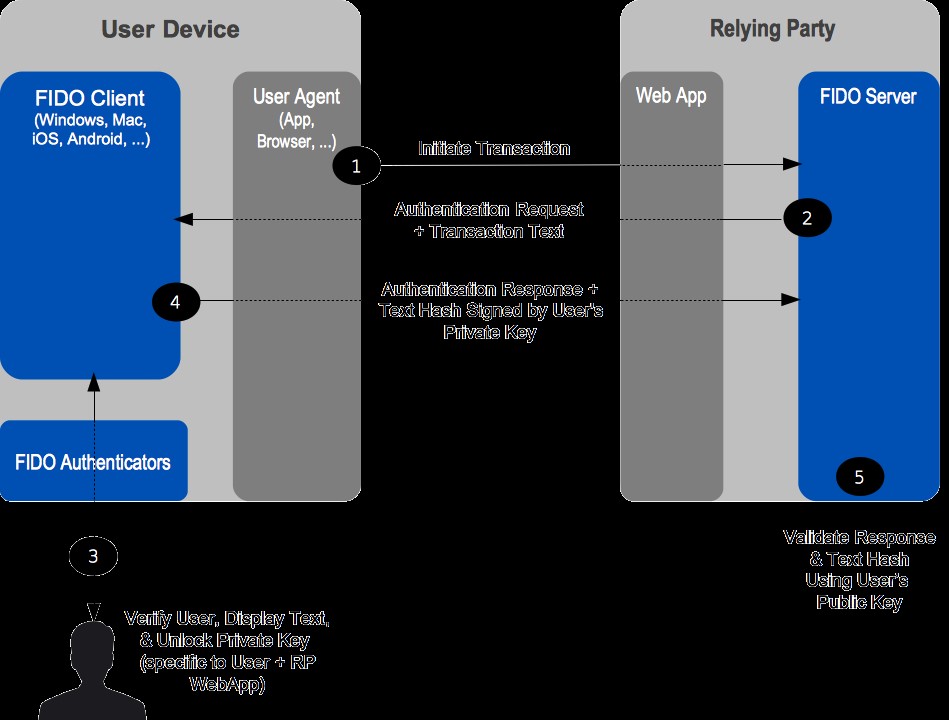 User Device
Relying Party
FIDO Client
(Windows, Mac,
iOS, Android, ...)
User Agent
(App,
Browser, ...)
Web App
FIDO Server
1
Initiate Transaction
Authentication Request
+ Transaction Text
2
4
Authentication Response +
Text Hash Signed by User's
Private Key
FIDO Authenticators
5
Validate Response
& Text Hash
Using User's
Public Key
3
Verify User, Display Text,
& Unlock Private Key
(specific to User + RP
WebApp)